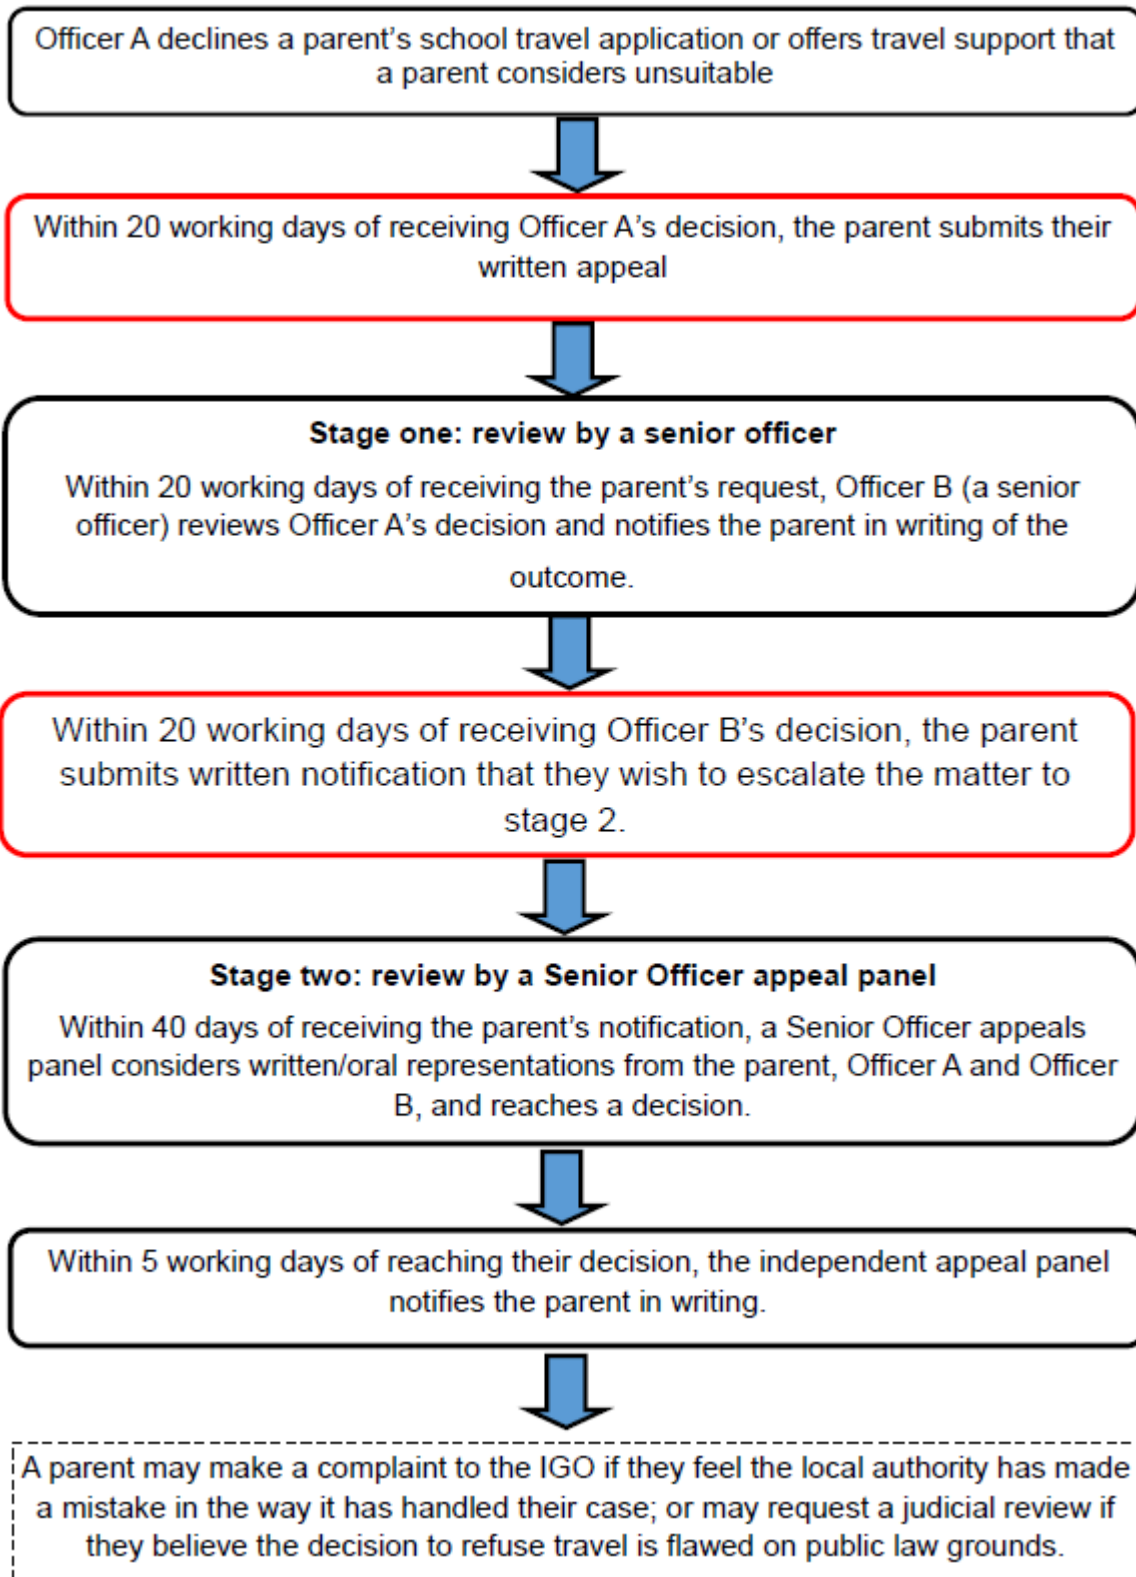 Officer A declines a parent's school travel application or offers travel support that
a parent considers unsuitable
Within 20 working days of receiving Officer A's decision, the parent submits their
written appeal
Stage one: review by a senior officer
Within 20 working days of receiving the parent's request, Officer B (a senior
officer) reviews Officer A's decision and notifies the parent in writing of the
outcome.
Within 20 working days of receiving Officer B's decision, the parent
submits written notification that they wish to escalate the matter to
stage 2.
Stage two: review by a Senior Officer appeal panel
Within 40 days of receiving the parent's notification, a Senior Officer appeals
panel considers written/oral representations from the parent, Officer A and Officer
B, and reaches a decision.
Within 5 working days of reaching their decision, the independent appeal panel
notifies the parent in writing.
A parent may make a complaint to the IGO if they feel the local authority has made
a mistake in the way it has handled their case; or may request a judicial review if
they believe the decision to refuse travel is flawed on public law grounds.